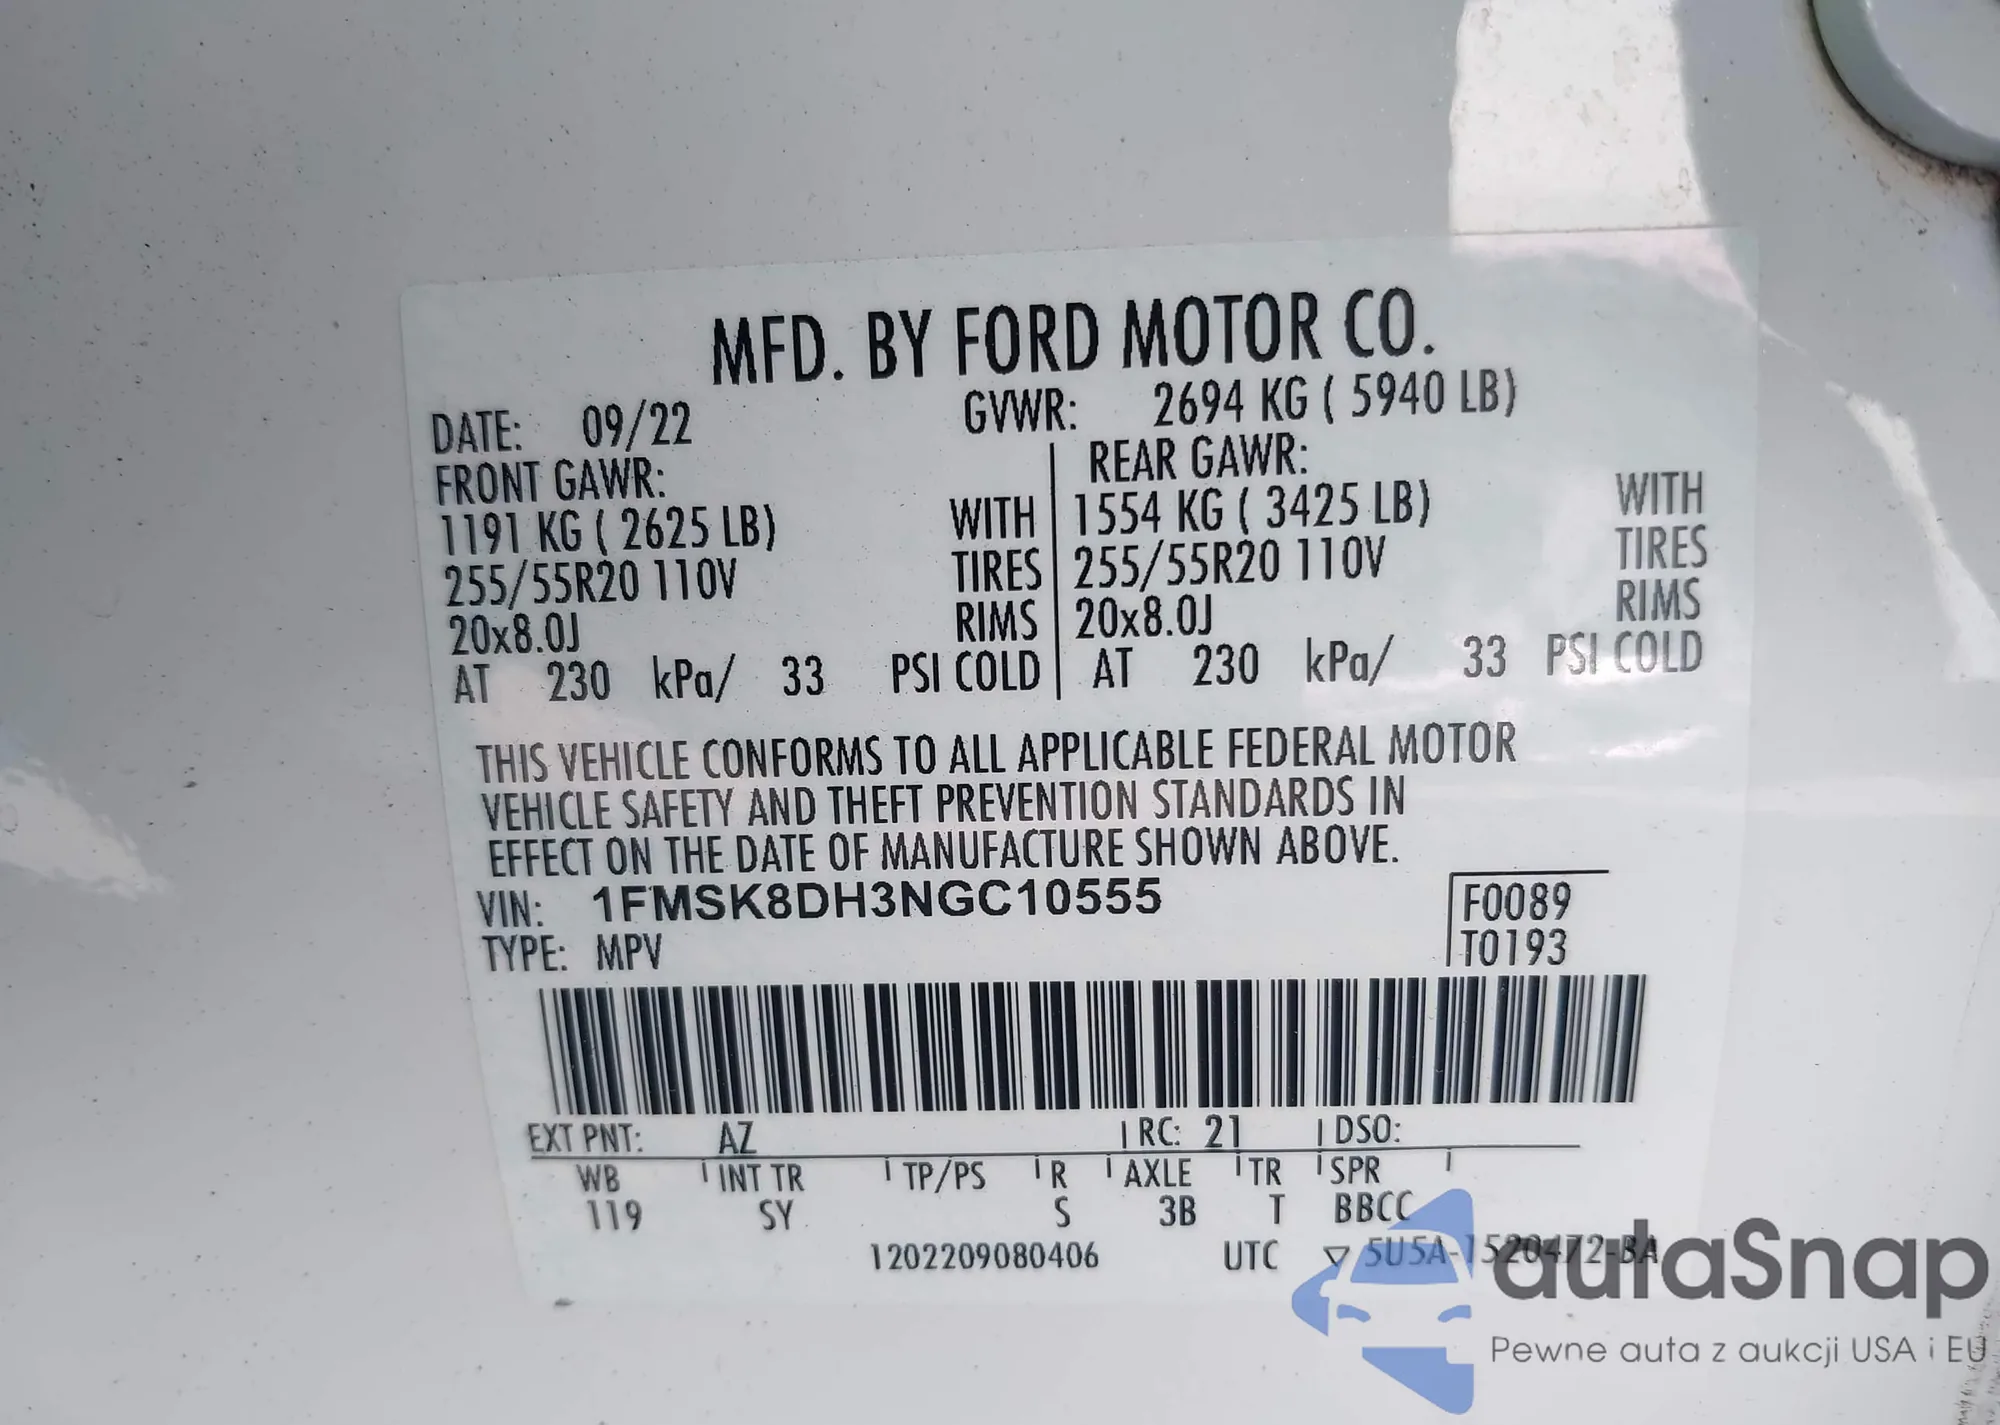 MFD. BY FORD MOTOR CO.
DATE: 09/22 GVWR: 2694 KG ( 5940 LB)
FRONT GAWR: REAR GAWR:
1191 KG ( 2625 LB) WITH 1554 KG ( 3425 LB) WITH
255/55R20 110V TIRES 255/55R20 110V TIRES
20x8.0J RIMS 20x8.0J RIMS
AT 230 kPa/ 33 PSI COLD AT 230 kPa/ 33 PSI COLD
THIS VEHICLE CONFORMS TO ALL APPLICABLE FEDERAL MOTOR
VEHICLE SAFETY AND THEFT PREVENTION STANDARDS IN
EFFECT ON THE DATE OF MANUFACTURE SHOWN ABOVE.
VIN: 1FMSK8DH3NGC10555 F0089
TYPE: MPV T0193
EXT PNT: AZ RC: 21 DSO:
WB INT TR TP/PS R AXLE TR SPR
119 SY S 3B T BBCC
1202209080406 UTC ▽ 5U5A-1520472-BA
autaSnap
Pewne auta z aukcji USA i EU